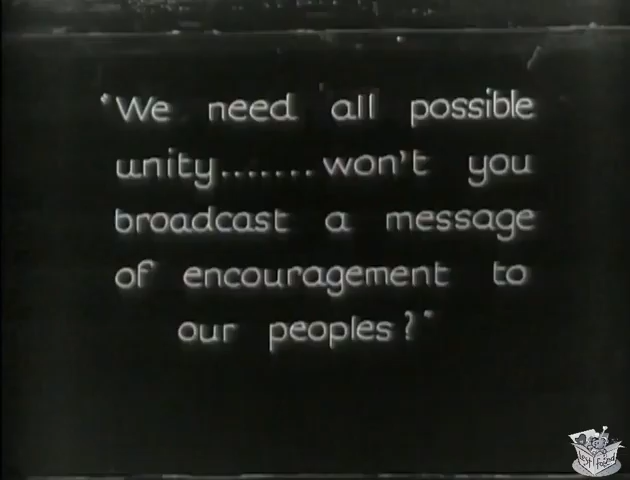 "We need all possible
unity.......won't you
broadcast a message
of encouragement to
our peoples?"